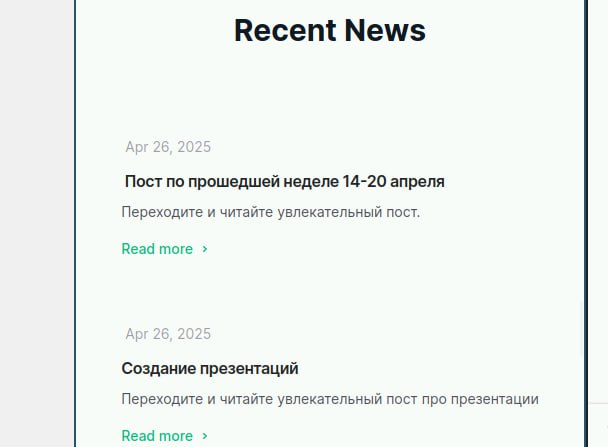 Recent News
Apr 26, 2025
Пост по прошедшей неделе 14-20 апреля
Переходите и читайте увлекательный пост.
Read more
Apr 26, 2025
Создание презентаций
Переходите и читайте увлекательный пост про презентации
Read more